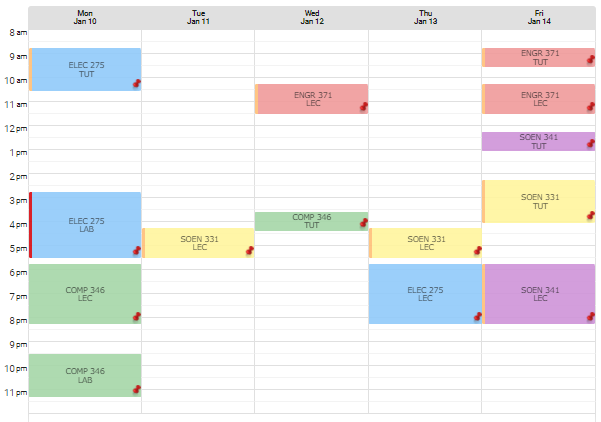 Mon
Jan 10
Tue
Jan 11
Wed
Jan 12
Thu
Jan 13
Fri
Jan 14
8 am
9 am
10 am
11 am
12 pm
1 pm
2 pm
3 pm
4 pm
5 pm
6 pm
7 pm
8 pm
9 pm
10 pm
11 pm
ELEC 275
TUT
ELEC 275
LAB
COMP 346
LEC
COMP 346
LAB
SOEN 331
LEC
ENGR 371
LEC
COMP 346
TUT
SOEN 331
LEC
ELEC 275
LEC
ENGR 371
TUT
ENGR 371
LEC
SOEN 341
TUT
SOEN 331
TUT
SOEN 341
LEC